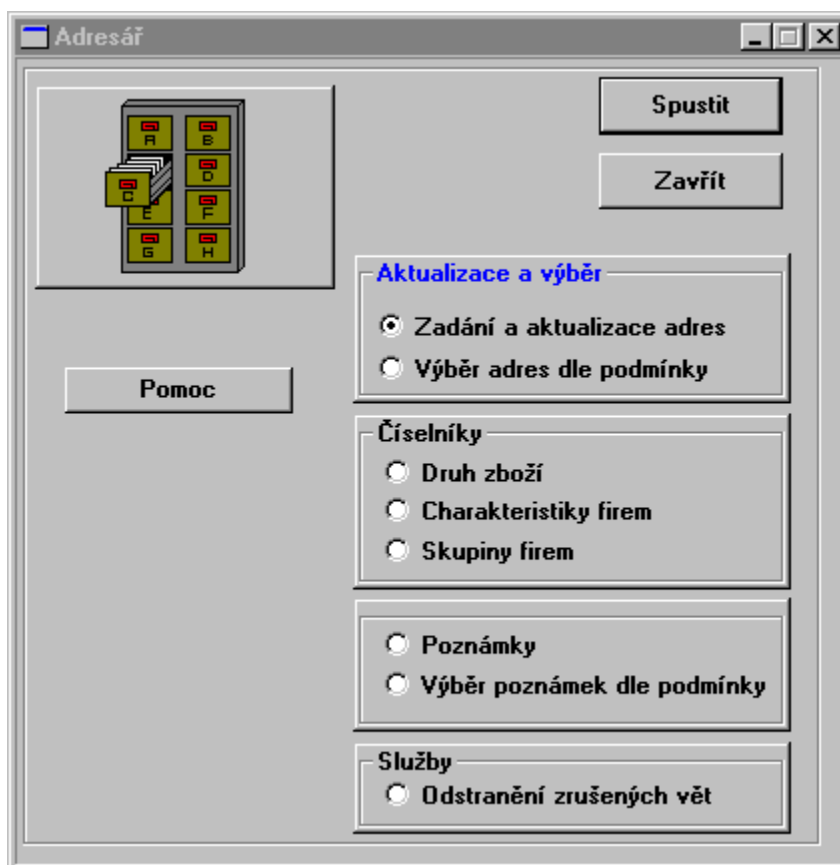 Adresář
A B
C D
E F
G H
Spustit
Zavřít
Pomoc
Aktualizace a výběr
Zadání a aktualizace adres
Výběr adres dle podmínky
Číselníky
Druh zboží
Charakteristiky firem
Skupiny firem
Poznámky
Výběr poznámek dle podmínky
Služby
Odstranění zrušených vět